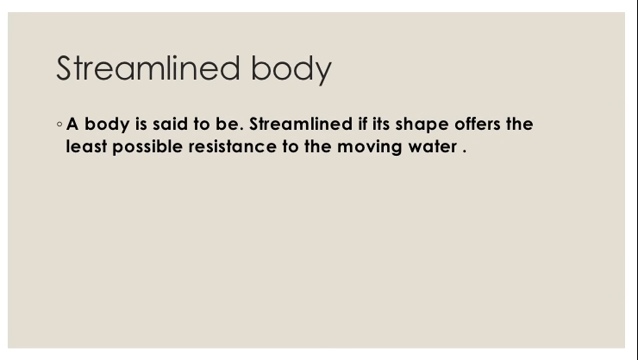 Streamlined body
◦ A body is said to be. Streamlined if its shape offers the
least possible resistance to the moving water .